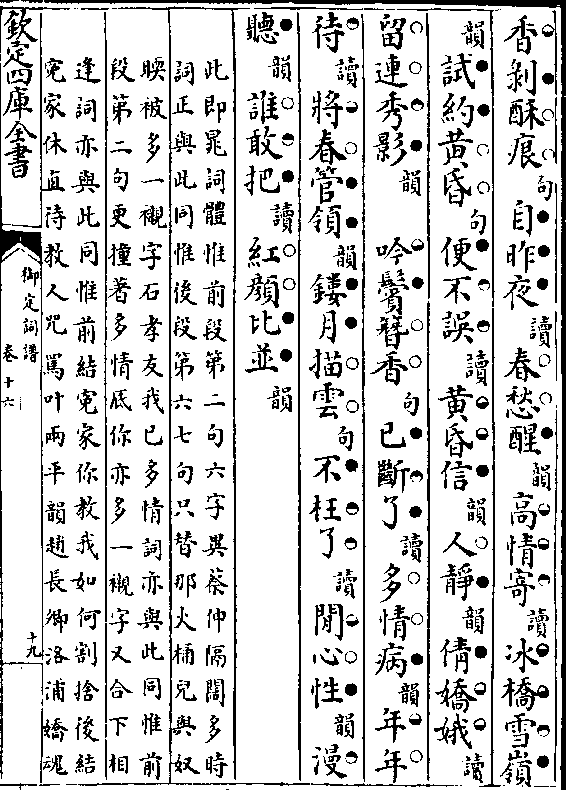 香剝酥痕句自昨夜讀春愁醒韻高情寄讀冰橋雪嶺
韻試約黃昏句便不誤讀黃昏信韻人靜韻倩嬌娥讀
留連秀影韻　吟鬢簪香句已斷了讀多情病韻年年
待讀將春管領韻鏤月描雲句不枉了讀閒心性韻漫
聽韻誰敢把讀紅顏比並韻
此即晁詞體惟前段第二句六字異蔡伸隔闊多時
詞正與此同惟後段第六七句只替那火桶兒與奴
暖被多一襯字石孝友我已多情詞亦與此同惟前
段第二句更撞著多情底你亦多一襯字又合下相
逢詞亦與此同惟前結寃家你教我如何割捨後結
寃家休直待教人咒罵叶兩平韻趙長卿洛浦嬌魂
欽定四庫全書
御定詞譜
卷十六
十九